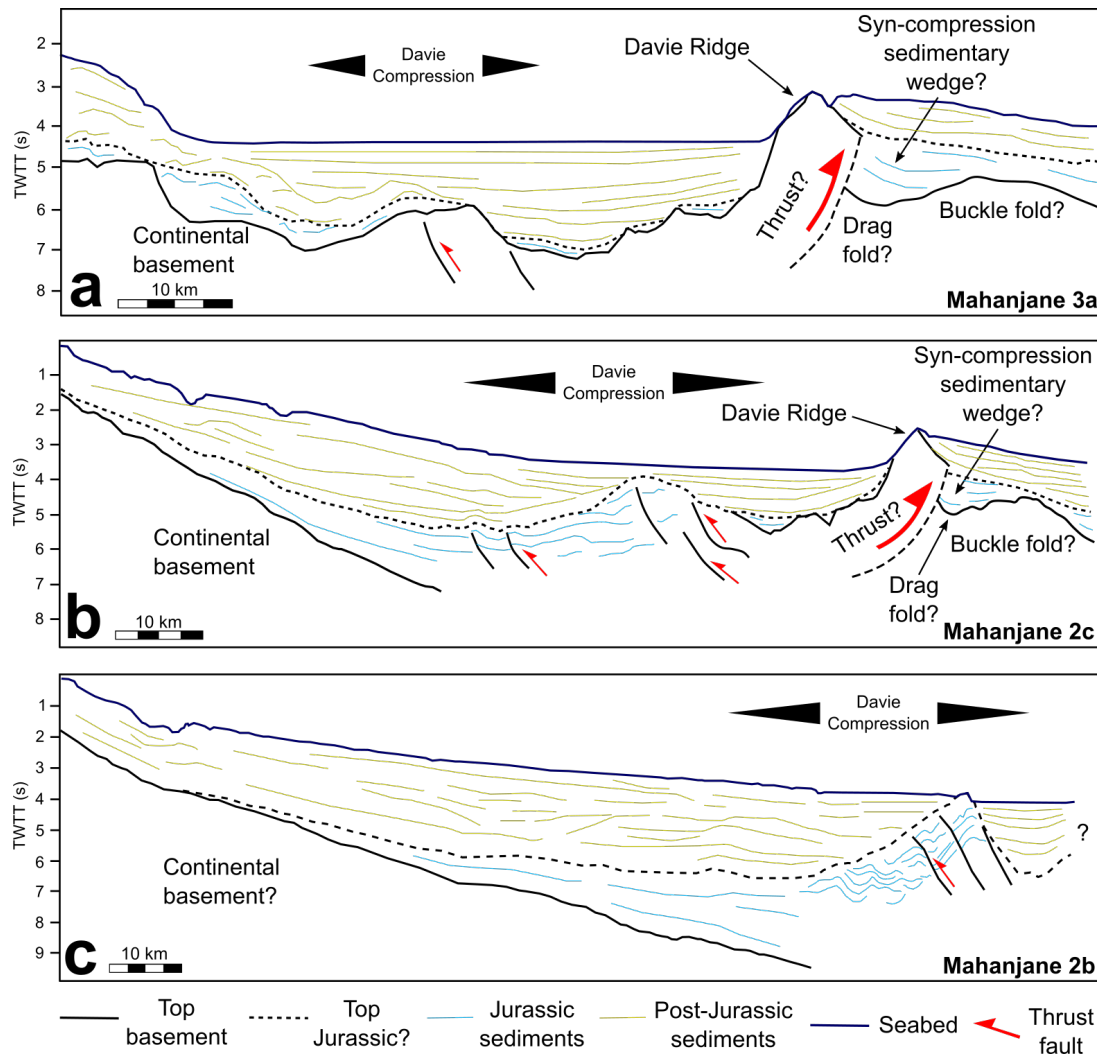 2
3
4
5
6
7
8
TWTT (s)
Davie
Compression
Davie Ridge
Syn-compression
sedimentary
wedge?
Continental
basement
Thrust?
Drag
fold?
Buckle fold?
a
10 km
Mahanjane 3a
1
2
3
4
5
6
7
8
TWTT (s)
Davie
Compression
Davie Ridge
Syn-compression
sedimentary
wedge?
Continental
basement
Thrust?
Drag
fold?
Buckle fold?
b
10 km
Mahanjane 2c
1
2
3
4
5
6
7
8
9
TWTT (s)
Davie
Compression
?
Continental
basement?
c
10 km
Mahanjane 2b
Top
basement
Top
Jurassic?
Jurassic
sediments
Post-Jurassic
sediments
Seabed
Thrust
fault